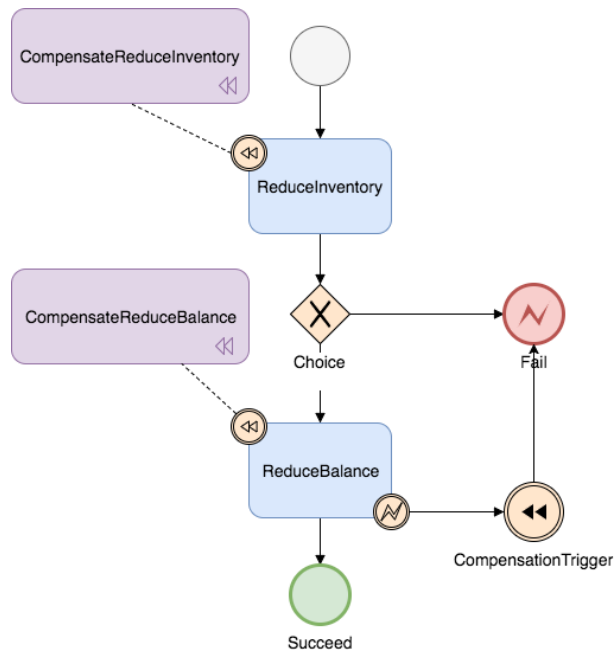 CompensateReduceInventory
ReduceInventory
CompensateReduceBalance
Choice
Fail
ReduceBalance
CompensationTrigger
Succeed